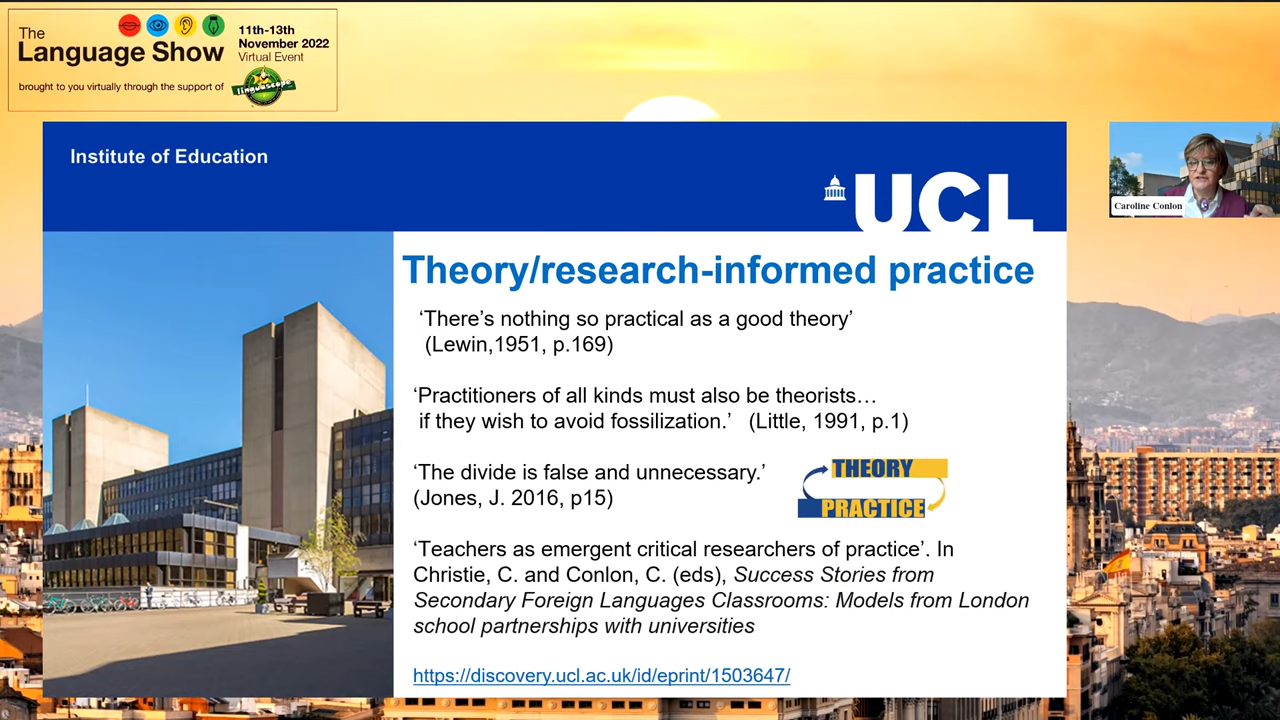 The
Language Show
11th-13th
November 2022
Virtual Event
brought to you virtually through the support of
linguascope
Institute of Education
UCL
Caroline Conlon
Theory/research-informed practice
‘There’s nothing so practical as a good theory’
(Lewin,1951, p.169)
‘Practitioners of all kinds must also be theorists…
if they wish to avoid fossilization.’ (Little, 1991, p.1)
‘The divide is false and unnecessary.’
(Jones, J. 2016, p15)
THEORY
PRACTICE
‘Teachers as emergent critical researchers of practice’. In
Christie, C. and Conlon, C. (eds), Success Stories from
Secondary Foreign Languages Classrooms: Models from London
school partnerships with universities
https://discovery.ucl.ac.uk/id/eprint/1503647/